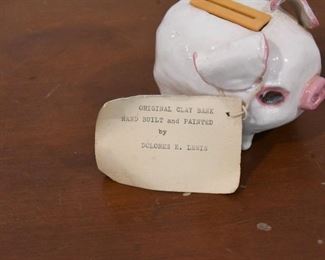 ORIGINAL CLAY BANK
HAND BUILT and PAINTED
by
DOLORES E. LEWIS